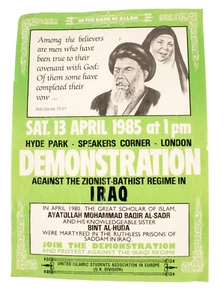 IN THE NAME OF ALLAH
Among the believers
are men who have
been true to their
covenant with God:
Of them some have
completed their
vow ...
SAT. 13 APRIL 1985 at 1pm
HYDE PARK - SPEAKERS CORNER - LONDON
DEMONSTRATION
AGAINST THE ZIONIST-BATHIST REGIME IN
IRAQ
IN APRIL 1980, THE GREAT SCHOLAR OF ISLAM,
AYATOLLAH MOHAMMAD BAQIR AL-SADR
AND HIS KNOWLEDGEABLE SISTER
BINT AL-HUDA
WERE MARTYRED IN THE RUTHLESS PRISONS OF
SADDAM IN IRAQ.
JOIN THE DEMONSTRATION
AND PROTEST AGAINST THE IRAQI REGIME
UNITED ISLAMIC STUDENTS ASSOCIATION IN EUROPE
(U.K. DIVISION)